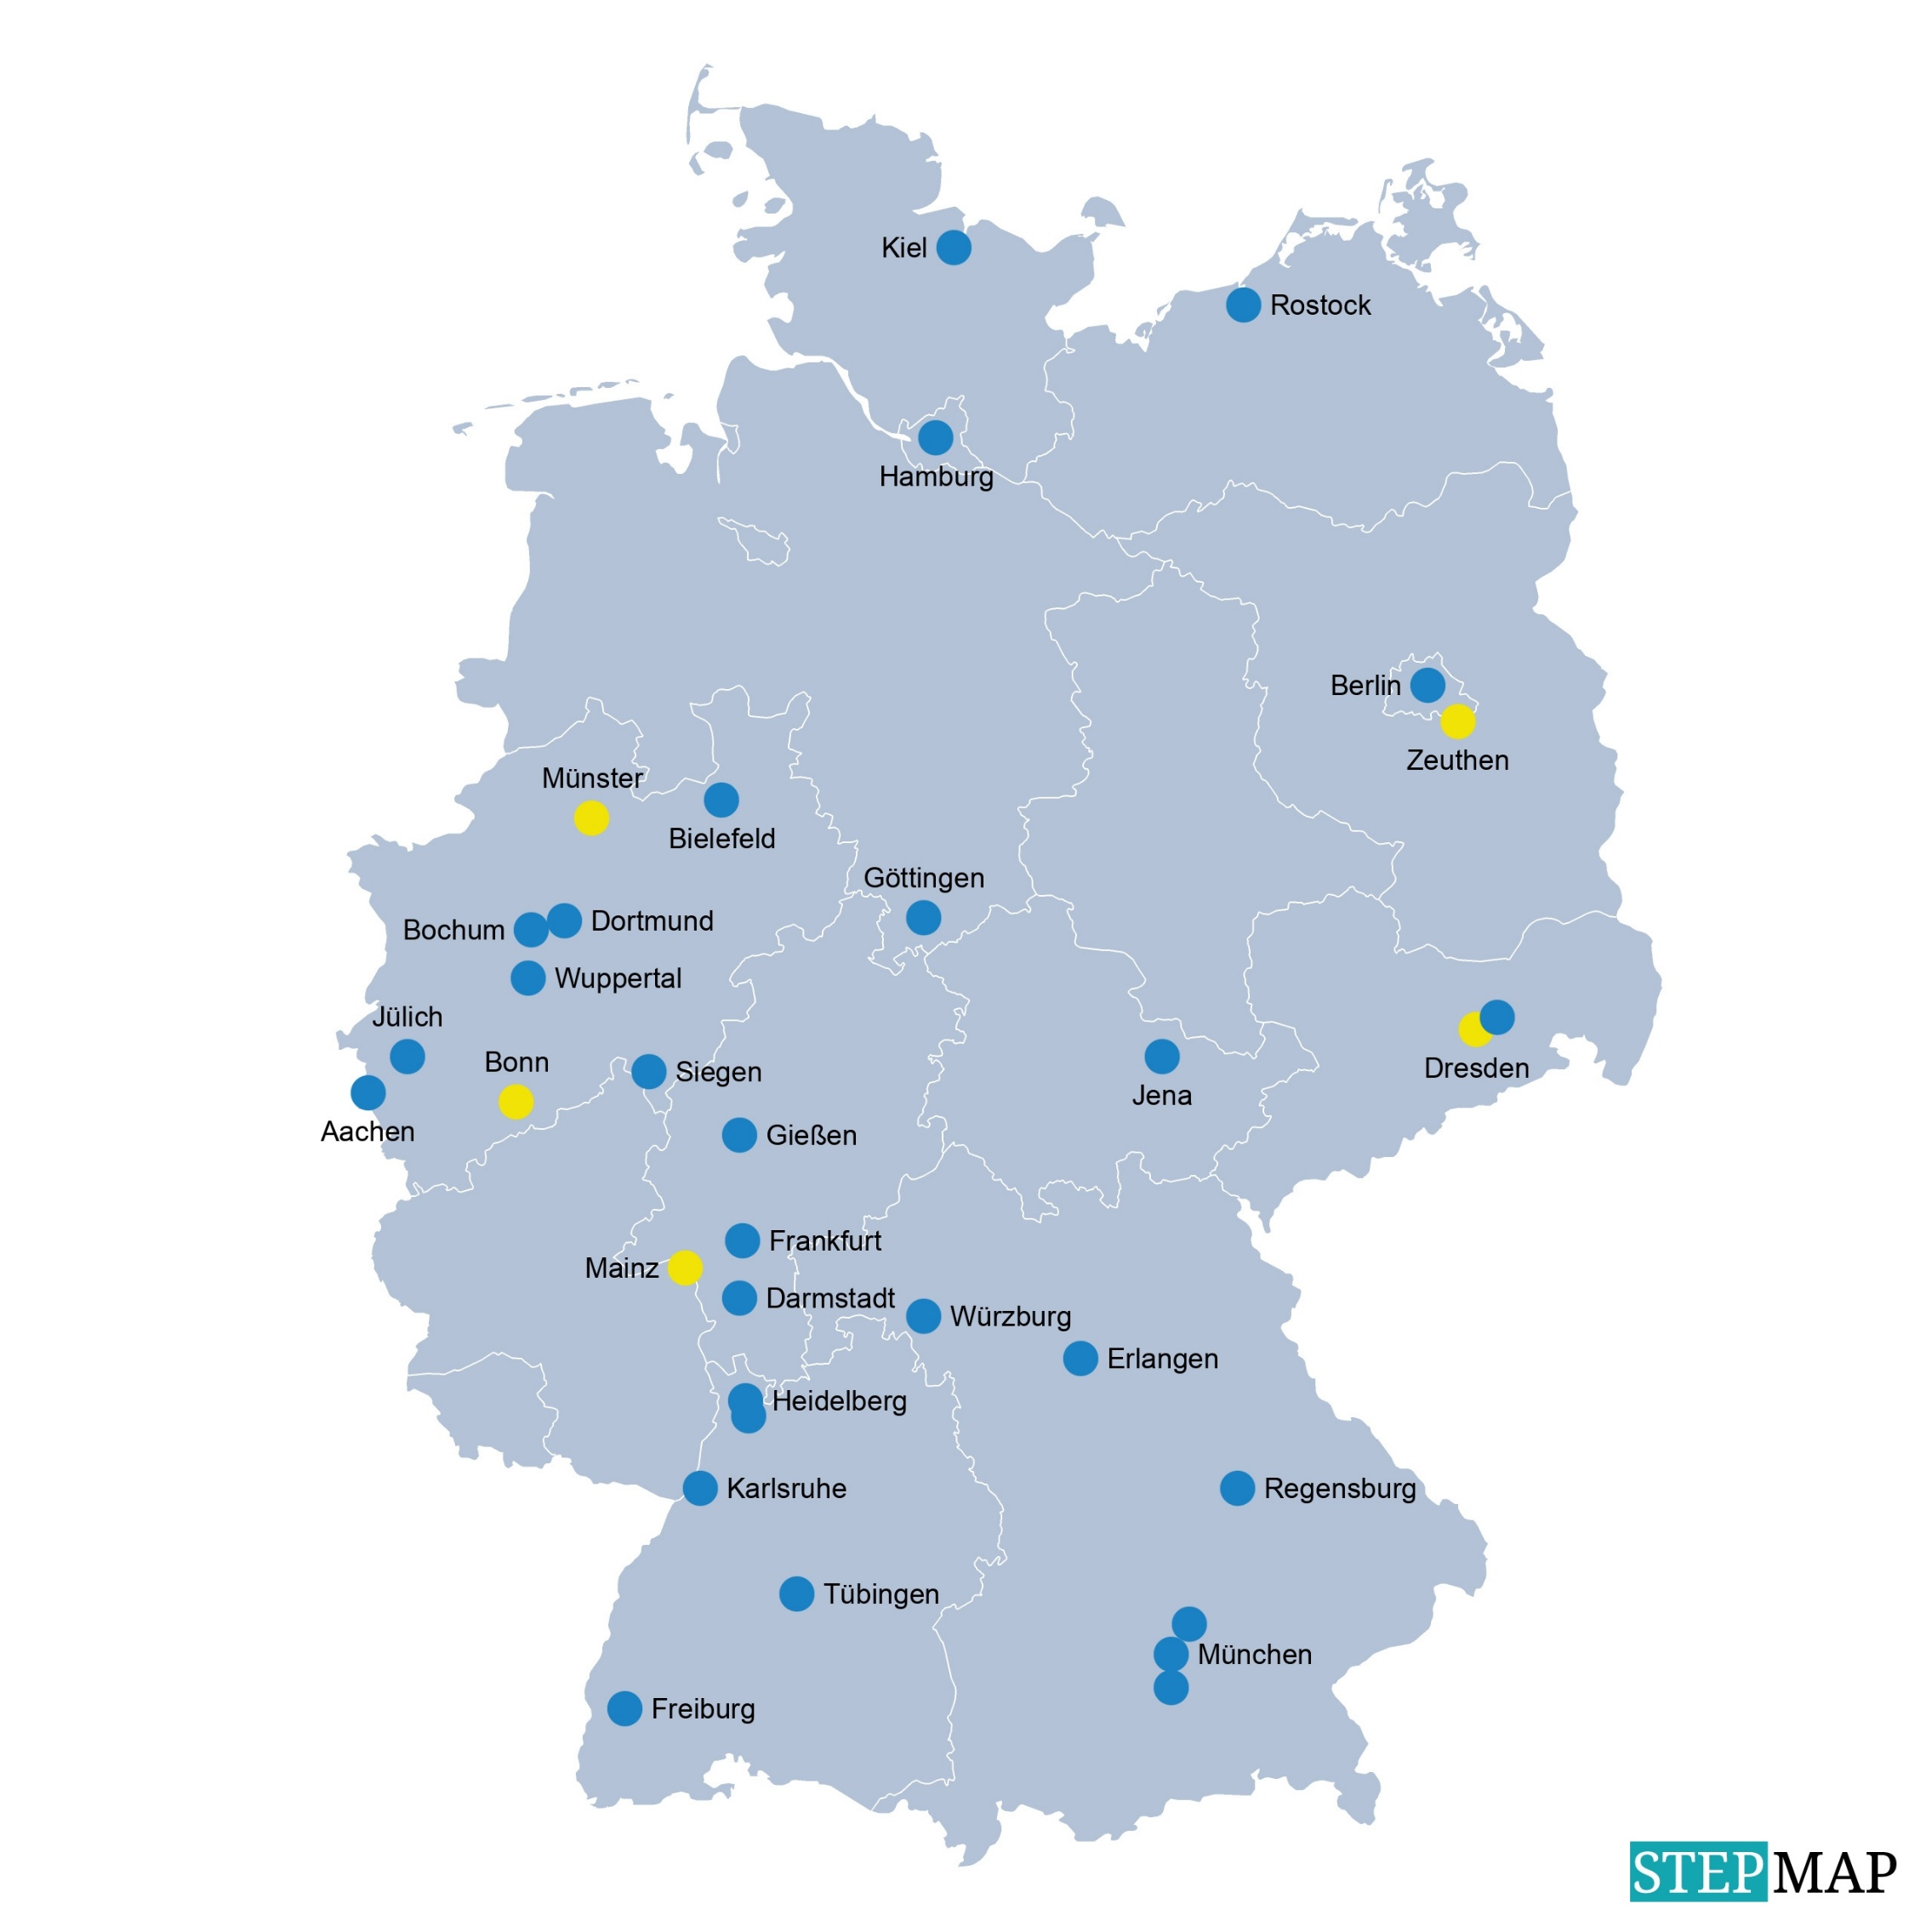 Kiel
Rostock
Hamburg
Berlin
Zeuthen
Münster
Bielefeld
Göttingen
Dortmund
Bochum
Wuppertal
Jülich
Bonn
Siegen
Dresden
Jena
Aachen
Gießen
Frankfurt
Mainz
Darmstadt
Würzburg
Erlangen
Heidelberg
Karlsruhe
Regensburg
Tübingen
München
Freiburg
STEPMAP